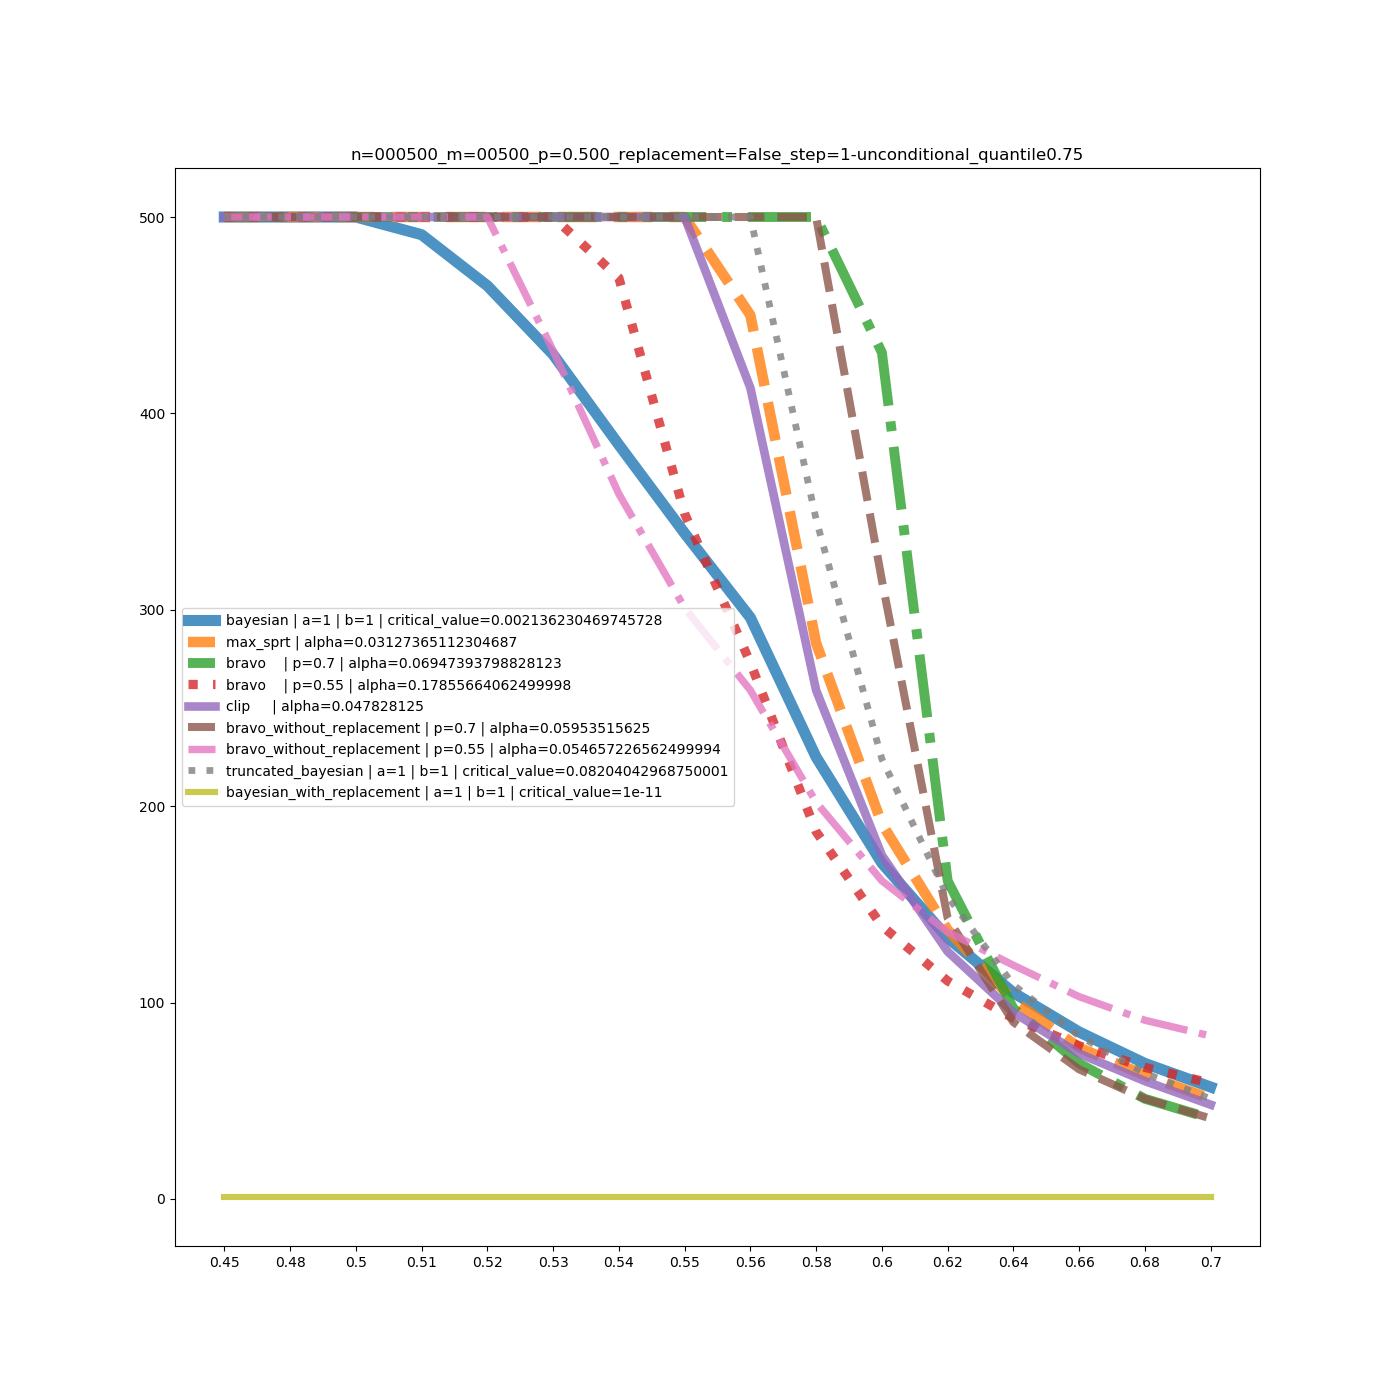 n=000500_m=00500_p=0.500_replacement=False_step=1-unconditional_quantile0.75
500
400
300
200
100
0
bayesian | a=1 | b=1 | critical_value=0.002136230469745728
max_sprt | alpha=0.03127365112304687
bravo | p=0.7 | alpha=0.06947393798828123
bravo | p=0.55 | alpha=0.17855664062499998
clip | alpha=0.047828125
bravo_without_replacement | p=0.7 | alpha=0.05953515625
bravo_without_replacement | p=0.55 | alpha=0.054657226562499994
truncated_bayesian | a=1 | b=1 | critical_value=0.08204042968750001
bayesian_with_replacement | a=1 | b=1 | critical_value=1e-11
0.45 0.48 0.5 0.51 0.52 0.53 0.54 0.55 0.56 0.58 0.6 0.62 0.64 0.66 0.68 0.7